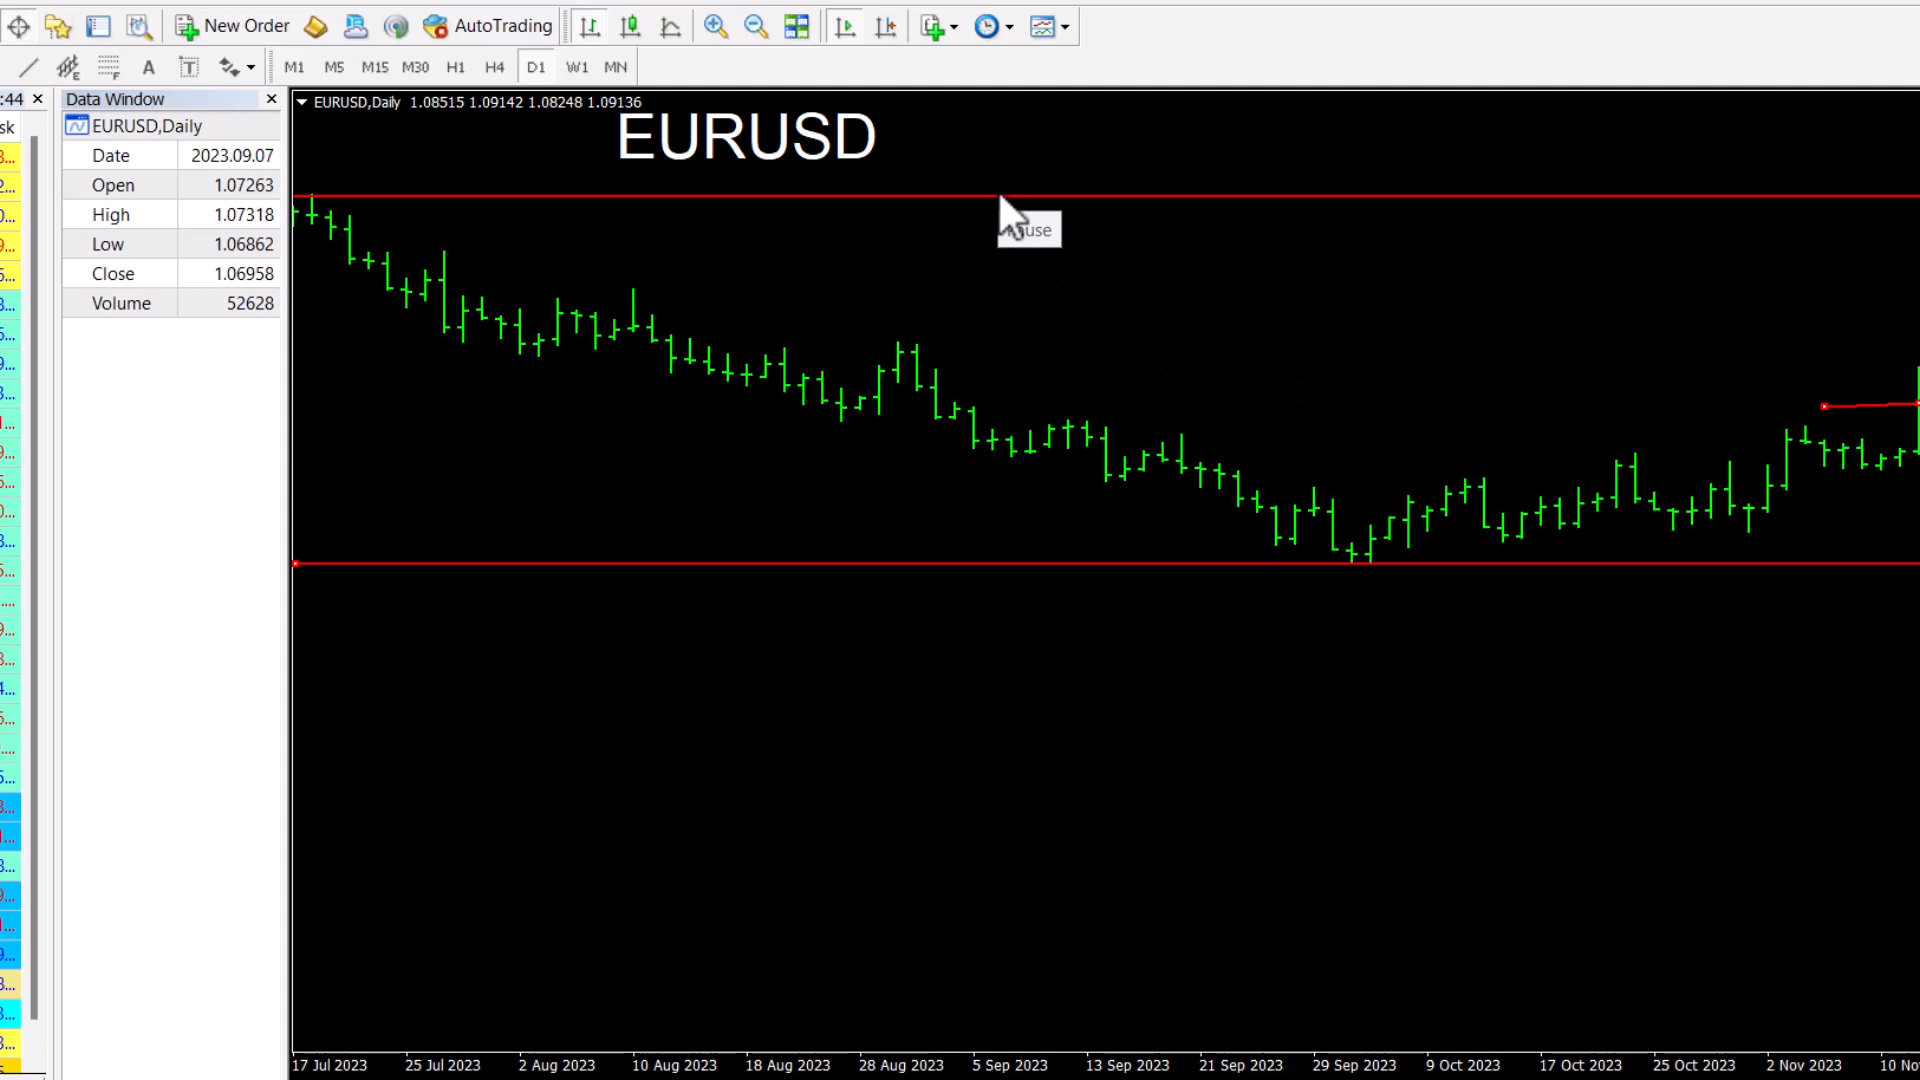 New Order
AutoTrading
E
F
A
T
M1 M5 M15 M30 H1 H4 D1 W1 MN
:44
Data Window
EURUSD,Daily 1.08515 1.09142 1.08248 1.09136
sk
EURUSD,Daily
EURUSD
Date 2023.09.07
Open 1.07263
High 1.07318
Low 1.06862
Close 1.06958
Volume 52628
17 Jul 2023 25 Jul 2023 2 Aug 2023 10 Aug 2023 18 Aug 2023 28 Aug 2023 5 Sep 2023 13 Sep 2023 21 Sep 2023 29 Sep 2023 9 Oct 2023 17 Oct 2023 25 Oct 2023 2 Nov 2023 10 No